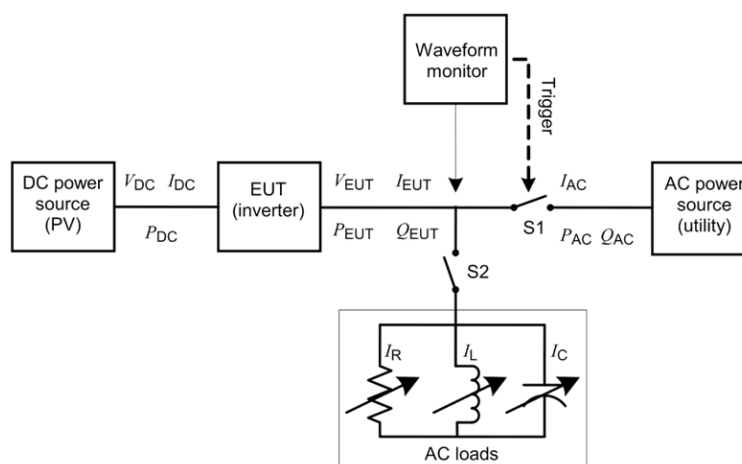 Waveform
monitor
Trigger
DC power
source
(PV)
V_DC I_DC
P_DC
EUT
(inverter)
V_EUT I_EUT
P_EUT Q_EUT
S1
I_AC
P_AC Q_AC
AC power
source
(utility)
S2
I_R I_L I_C
AC loads